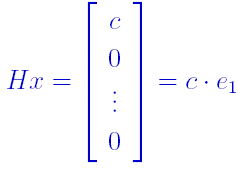 Hx = [ c 0 ⋮ 0 ] = c · e₁